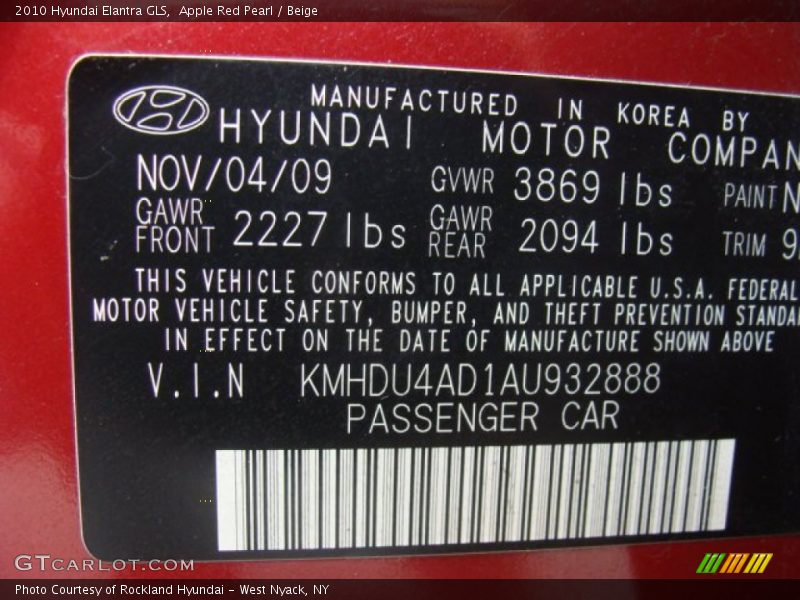 2010 Hyundai Elantra GLS, Apple Red Pearl / Beige
MANUFACTURED IN KOREA BY
HYUNDAI MOTOR COMPAN
NOV/04/09 GVWR 3869 lbs PAINT N
GAWR FRONT 2227 lbs GAWR REAR 2094 lbs TRIM 9
THIS VEHICLE CONFORMS TO ALL APPLICABLE U.S.A. FEDERAL
MOTOR VEHICLE SAFETY, BUMPER, AND THEFT PREVENTION STANDA
IN EFFECT ON THE DATE OF MANUFACTURE SHOWN ABOVE
V.I.N KMHDU4AD1AU932888
PASSENGER CAR
GTCARLOT.COM
Photo Courtesy of Rockland Hyundai - West Nyack, NY